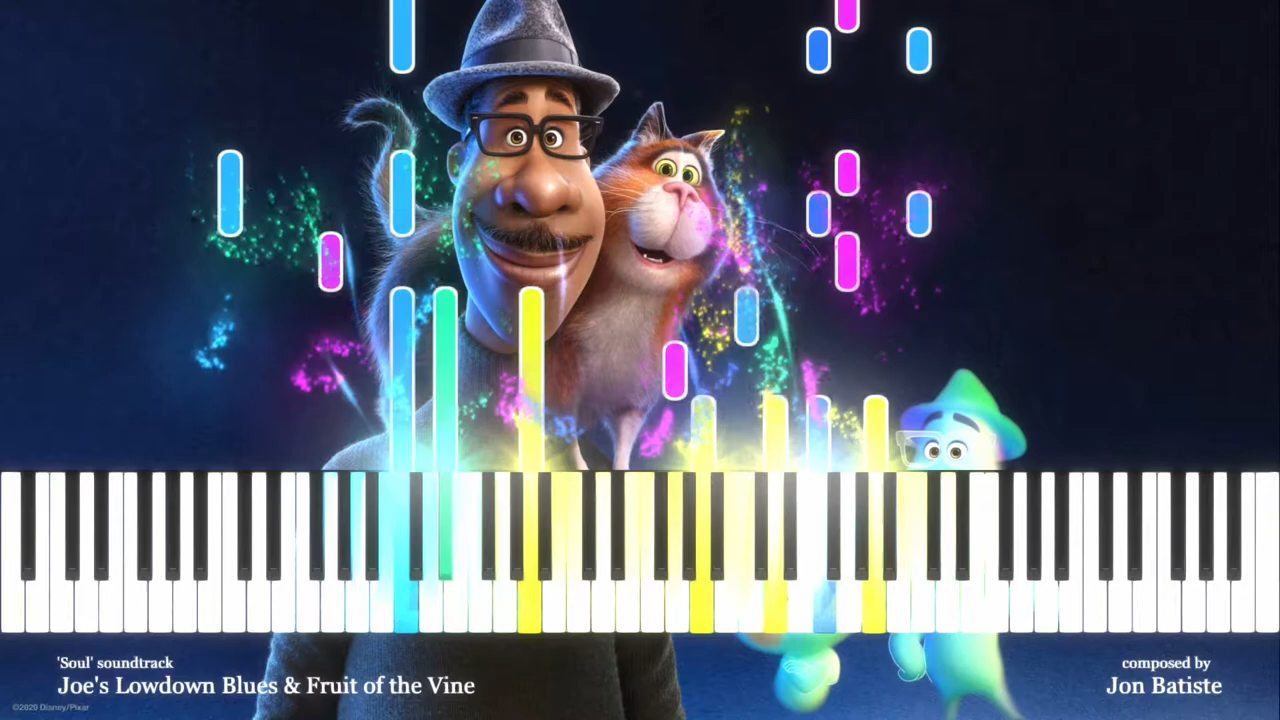 'Soul' soundtrack
Joe's Lowdown Blues & Fruit of the Vine
composed by
Jon Batiste
©2020 Disney/Pixar